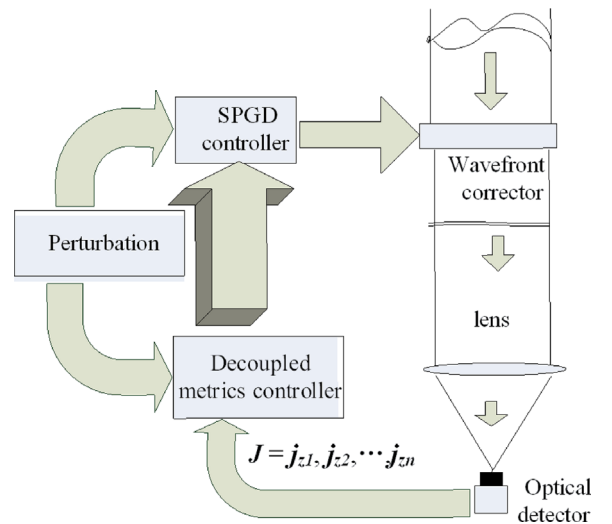 SPGD
controller
Wavefront
corrector
Perturbation
lens
Decoupled
metrics controller
J = jz1, jz2, ⋯ jzn
Optical
detector